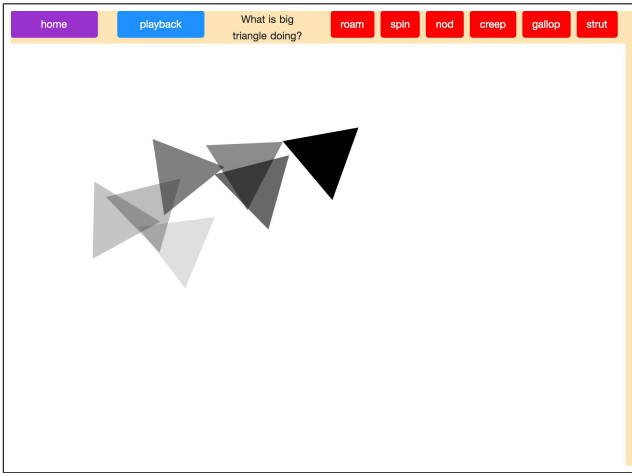 home
playback
What is big
triangle doing?
roam
spin
nod
creep
gallop
strut